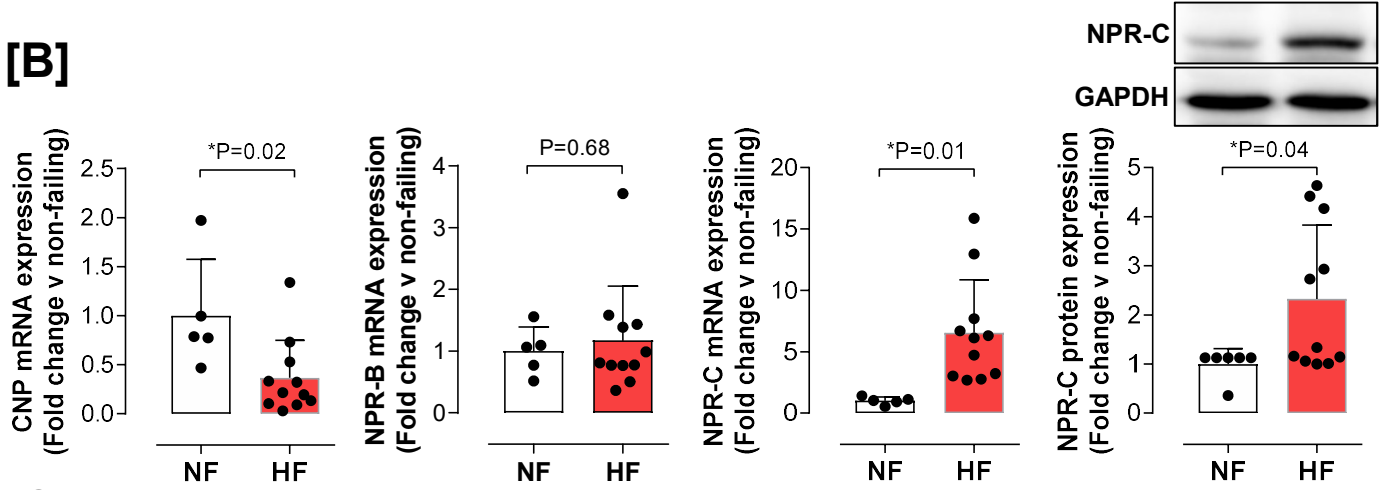 [B]
NPR-C
GAPDH
CNP mRNA expression
(Fold change v non-failing)
*P=0.02
2.5
2.0
1.5
1.0
0.5
0.0
NF
HF
NPR-B mRNA expression
(Fold change v non-failing)
P=0.68
4
3
2
1
0
NF
HF
NPR-C mRNA expression
(Fold change v non-failing)
*P=0.01
20
15
10
5
0
NF
HF
NPR-C protein expression
(Fold change v non-failing)
*P=0.04
5
4
3
2
1
0
NF
HF